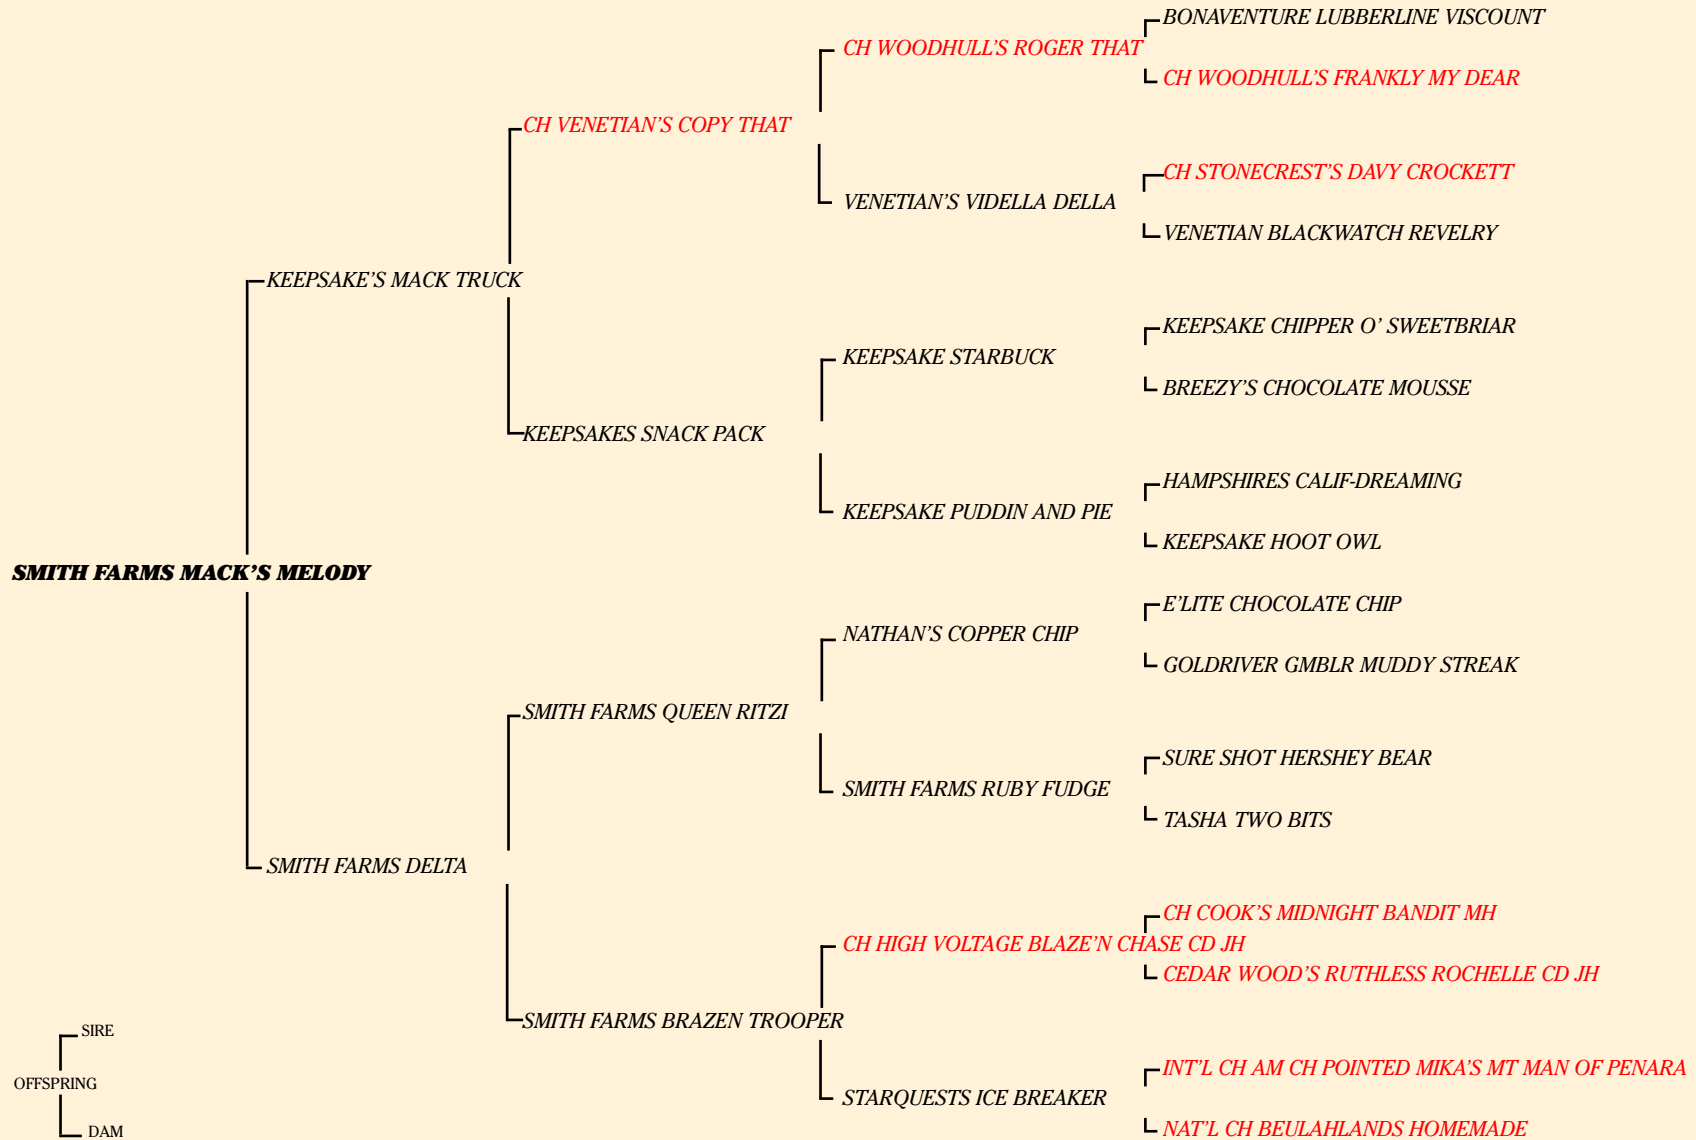 BONAVENTURE LUBBERLINE VISCOUNT
CH WOODHULL'S ROGER THAT
CH WOODHULL'S FRANKLY MY DEAR
CH VENETIAN'S COPY THAT
CH STONECREST'S DAVY CROCKETT
VENETIAN'S VIDELLA DELLA
VENETIAN BLACKWATCH REVELRY
KEEPSAKE'S MACK TRUCK
KEEPSAKE CHIPPER O' SWEETBRIAR
KEEPSAKE STARBUCK
BREEZY'S CHOCOLATE MOUSSE
KEEPSAKES SNACK PACK
HAMPSHIRES CALIF-DREAMING
KEEPSAKE PUDDIN AND PIE
KEEPSAKE HOOT OWL
SMITH FARMS MACK'S MELODY
E'LITE CHOCOLATE CHIP
NATHAN'S COPPER CHIP
GOLDRIVER GMBLR MUDDY STREAK
SMITH FARMS QUEEN RITZI
SURE SHOT HERSHEY BEAR
SMITH FARMS RUBY FUDGE
TASHA TWO BITS
SMITH FARMS DELTA
CH COOK'S MIDNIGHT BANDIT MH
CH HIGH VOLTAGE BLAZE'N CHASE CD JH
CEDAR WOOD'S RUTHLESS ROCHELLE CD JH
SMITH FARMS BRAZEN TROOPER
INT'L CH AM CH POINTED MIKA'S MT MAN OF PENARA
STARQUESTS ICE BREAKER
NAT'L CH BEULAHLANDS HOMEMADE
SIRE
OFFSPRING
DAM